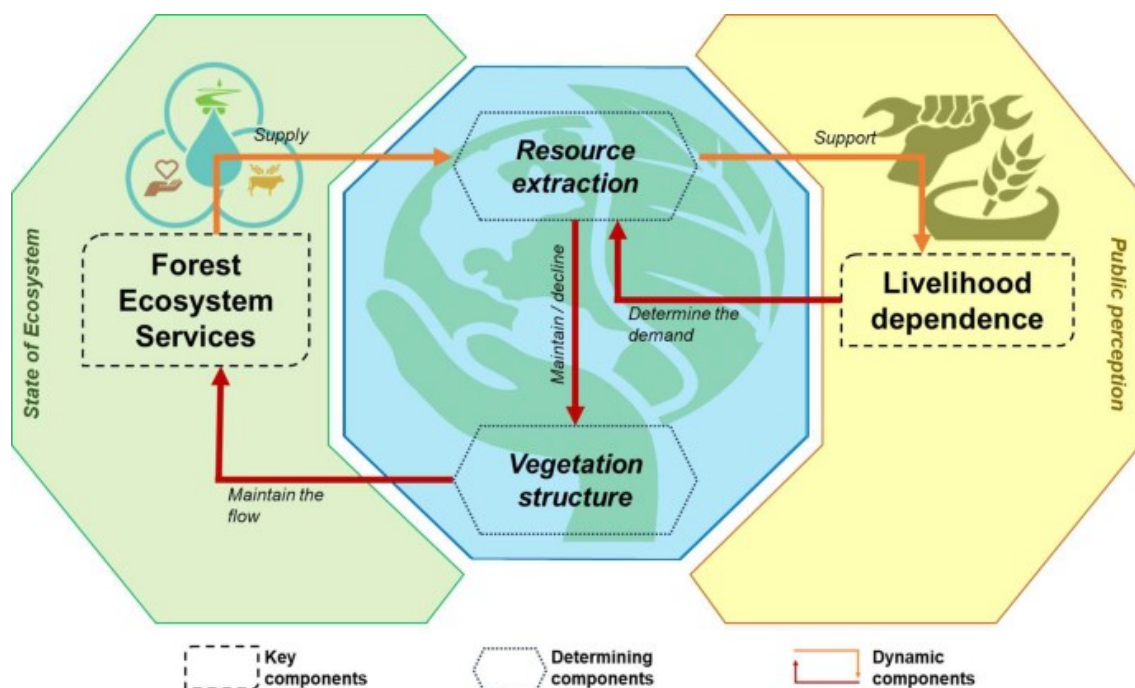 State of Ecosystem
Supply
Forest
Ecosystem
Services
Maintain the
flow
Resource
extraction
Maintain / decline
Vegetation
structure
Support
Determine the
demand
Livelihood
dependence
Public perception
Key
components
Determining
components
Dynamic
components